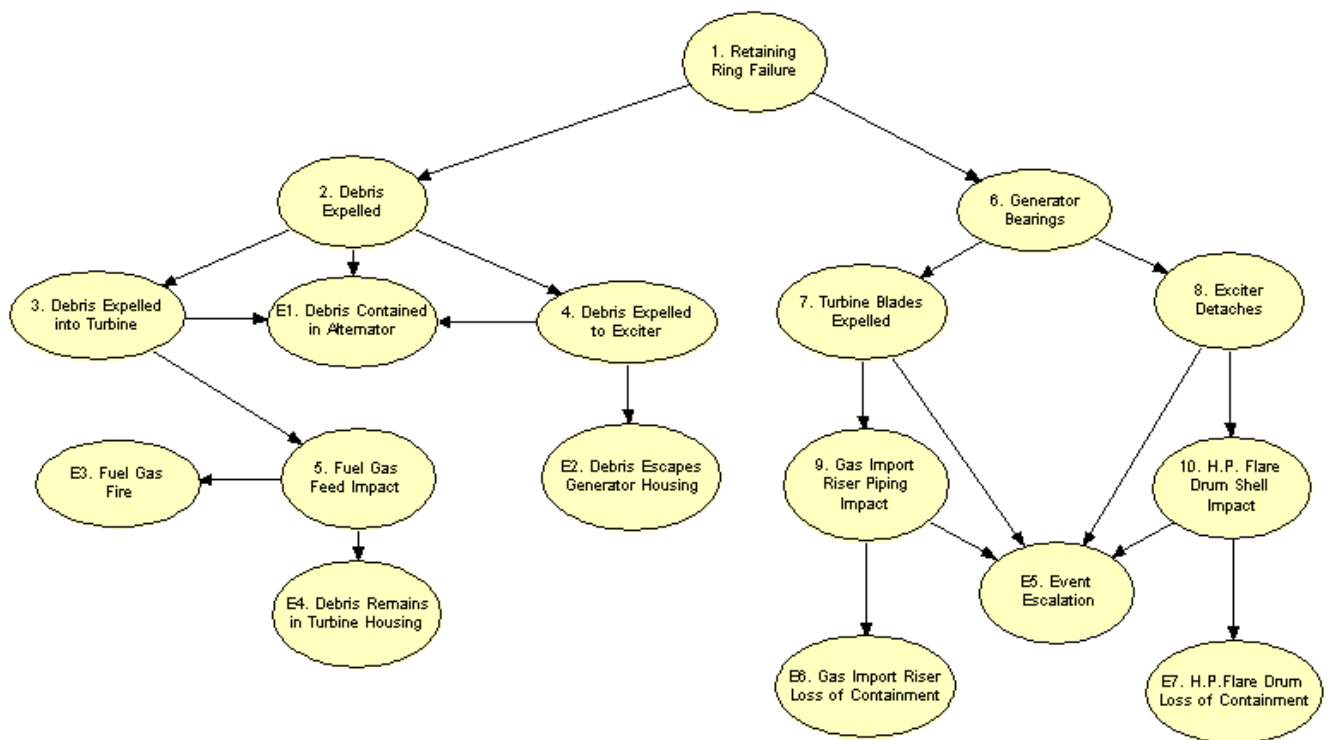 1. Retaining
Ring Failure
2. Debris
Expelled
6. Generator
Bearings
3. Debris Expelled
into Turbine
E1. Debris Contained
in Alternator
4. Debris Expelled
to Exciter
7. Turbine Blades
Expelled
8. Exciter
Detaches
E3. Fuel Gas
Fire
5. Fuel Gas
Feed Impact
E2. Debris Escapes
Generator Housing
9. Gas Import
Riser Piping
Impact
10. H.P. Flare
Drum Shell
Impact
E4. Debris Remains
in Turbine Housing
E5. Event
Escalation
E6. Gas Import Riser
Loss of Containment
E7. H.P.Flare Drum
Loss of Containment